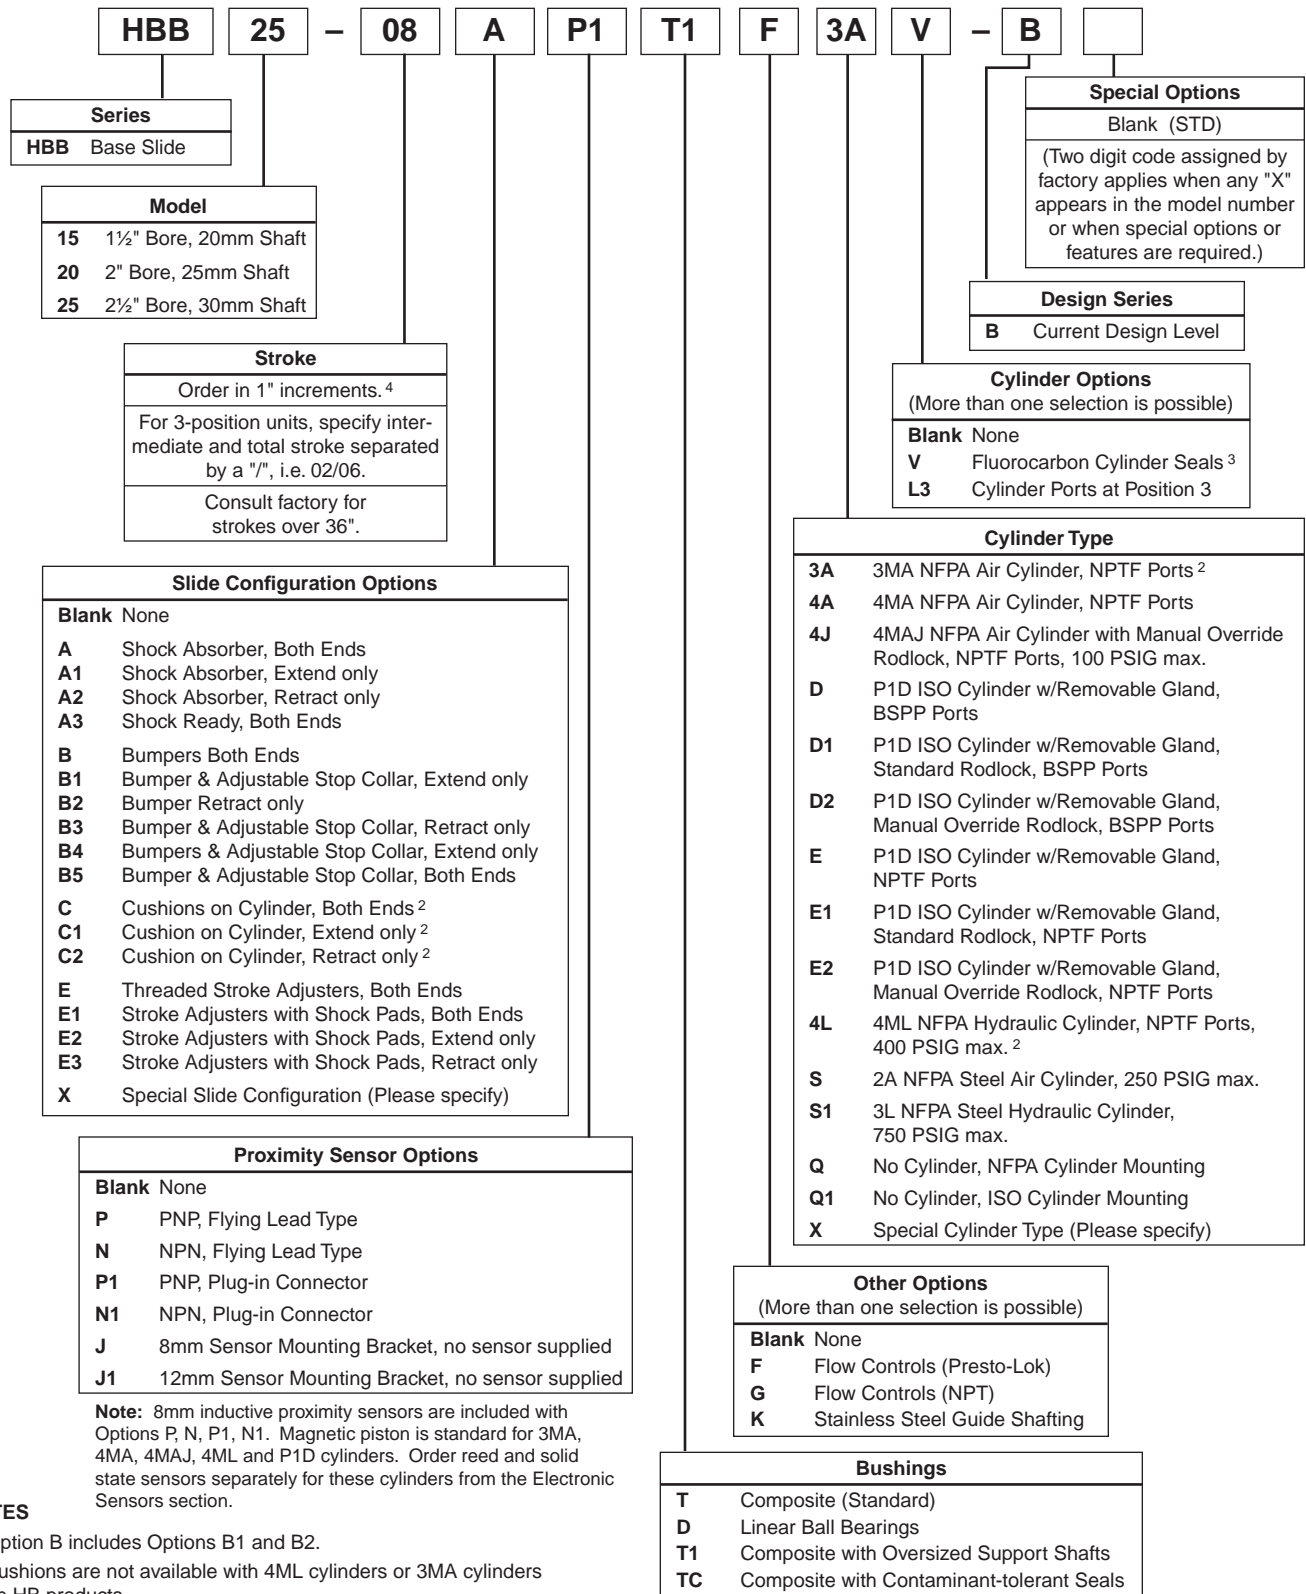 HBB 25 – 08 A P1 T1 F 3A V – B
Series
HBB Base Slide
Model
15 1½" Bore, 20mm Shaft
20 2" Bore, 25mm Shaft
25 2½" Bore, 30mm Shaft
Stroke
Order in 1" increments. 4
For 3-position units, specify inter-
mediate and total stroke separated
by a "/", i.e. 02/06.
Consult factory for
strokes over 36".
Slide Configuration Options
Blank None
A Shock Absorber, Both Ends
A1 Shock Absorber, Extend only
A2 Shock Absorber, Retract only
A3 Shock Ready, Both Ends
B Bumpers Both Ends
B1 Bumper & Adjustable Stop Collar, Extend only
B2 Bumper Retract only
B3 Bumper & Adjustable Stop Collar, Retract only
B4 Bumpers & Adjustable Stop Collar, Extend only
B5 Bumper & Adjustable Stop Collar, Both Ends
C Cushions on Cylinder, Both Ends 2
C1 Cushion on Cylinder, Extend only 2
C2 Cushion on Cylinder, Retract only 2
E Threaded Stroke Adjusters, Both Ends
E1 Stroke Adjusters with Shock Pads, Both Ends
E2 Stroke Adjusters with Shock Pads, Extend only
E3 Stroke Adjusters with Shock Pads, Retract only
X Special Slide Configuration (Please specify)
Proximity Sensor Options
Blank None
P PNP, Flying Lead Type
N NPN, Flying Lead Type
P1 PNP, Plug-in Connector
N1 NPN, Plug-in Connector
J 8mm Sensor Mounting Bracket, no sensor supplied
J1 12mm Sensor Mounting Bracket, no sensor supplied
Note: 8mm inductive proximity sensors are included with
Options P, N, P1, N1. Magnetic piston is standard for 3MA,
4MA, 4MAJ, 4ML and P1D cylinders. Order reed and solid
state sensors separately for these cylinders from the Electronic
Sensors section.
TES
ption B includes Options B1 and B2.
ushions are not available with 4ML cylinders or 3MA cylinders
HB products
Special Options
Blank (STD)
(Two digit code assigned by
factory applies when any "X"
appears in the model number
or when special options or
features are required.)
Design Series
B Current Design Level
Cylinder Options
(More than one selection is possible)
Blank None
V Fluorocarbon Cylinder Seals 3
L3 Cylinder Ports at Position 3
Cylinder Type
3A 3MA NFPA Air Cylinder, NPTF Ports 2
4A 4MA NFPA Air Cylinder, NPTF Ports
4J 4MAJ NFPA Air Cylinder with Manual Override
Rodlock, NPTF Ports, 100 PSIG max.
D P1D ISO Cylinder w/Removable Gland,
BSPP Ports
D1 P1D ISO Cylinder w/Removable Gland,
Standard Rodlock, BSPP Ports
D2 P1D ISO Cylinder w/Removable Gland,
Manual Override Rodlock, BSPP Ports
E P1D ISO Cylinder w/Removable Gland,
NPTF Ports
E1 P1D ISO Cylinder w/Removable Gland,
Standard Rodlock, NPTF Ports
E2 P1D ISO Cylinder w/Removable Gland,
Manual Override Rodlock, NPTF Ports
4L 4ML NFPA Hydraulic Cylinder, NPTF Ports,
400 PSIG max. 2
S 2A NFPA Steel Air Cylinder, 250 PSIG max.
S1 3L NFPA Steel Hydraulic Cylinder,
750 PSIG max.
Q No Cylinder, NFPA Cylinder Mounting
Q1 No Cylinder, ISO Cylinder Mounting
X Special Cylinder Type (Please specify)
Other Options
(More than one selection is possible)
Blank None
F Flow Controls (Presto-Lok)
G Flow Controls (NPT)
K Stainless Steel Guide Shafting
Bushings
T Composite (Standard)
D Linear Ball Bearings
T1 Composite with Oversized Support Shafts
TC Composite with Contaminant-tolerant Seals